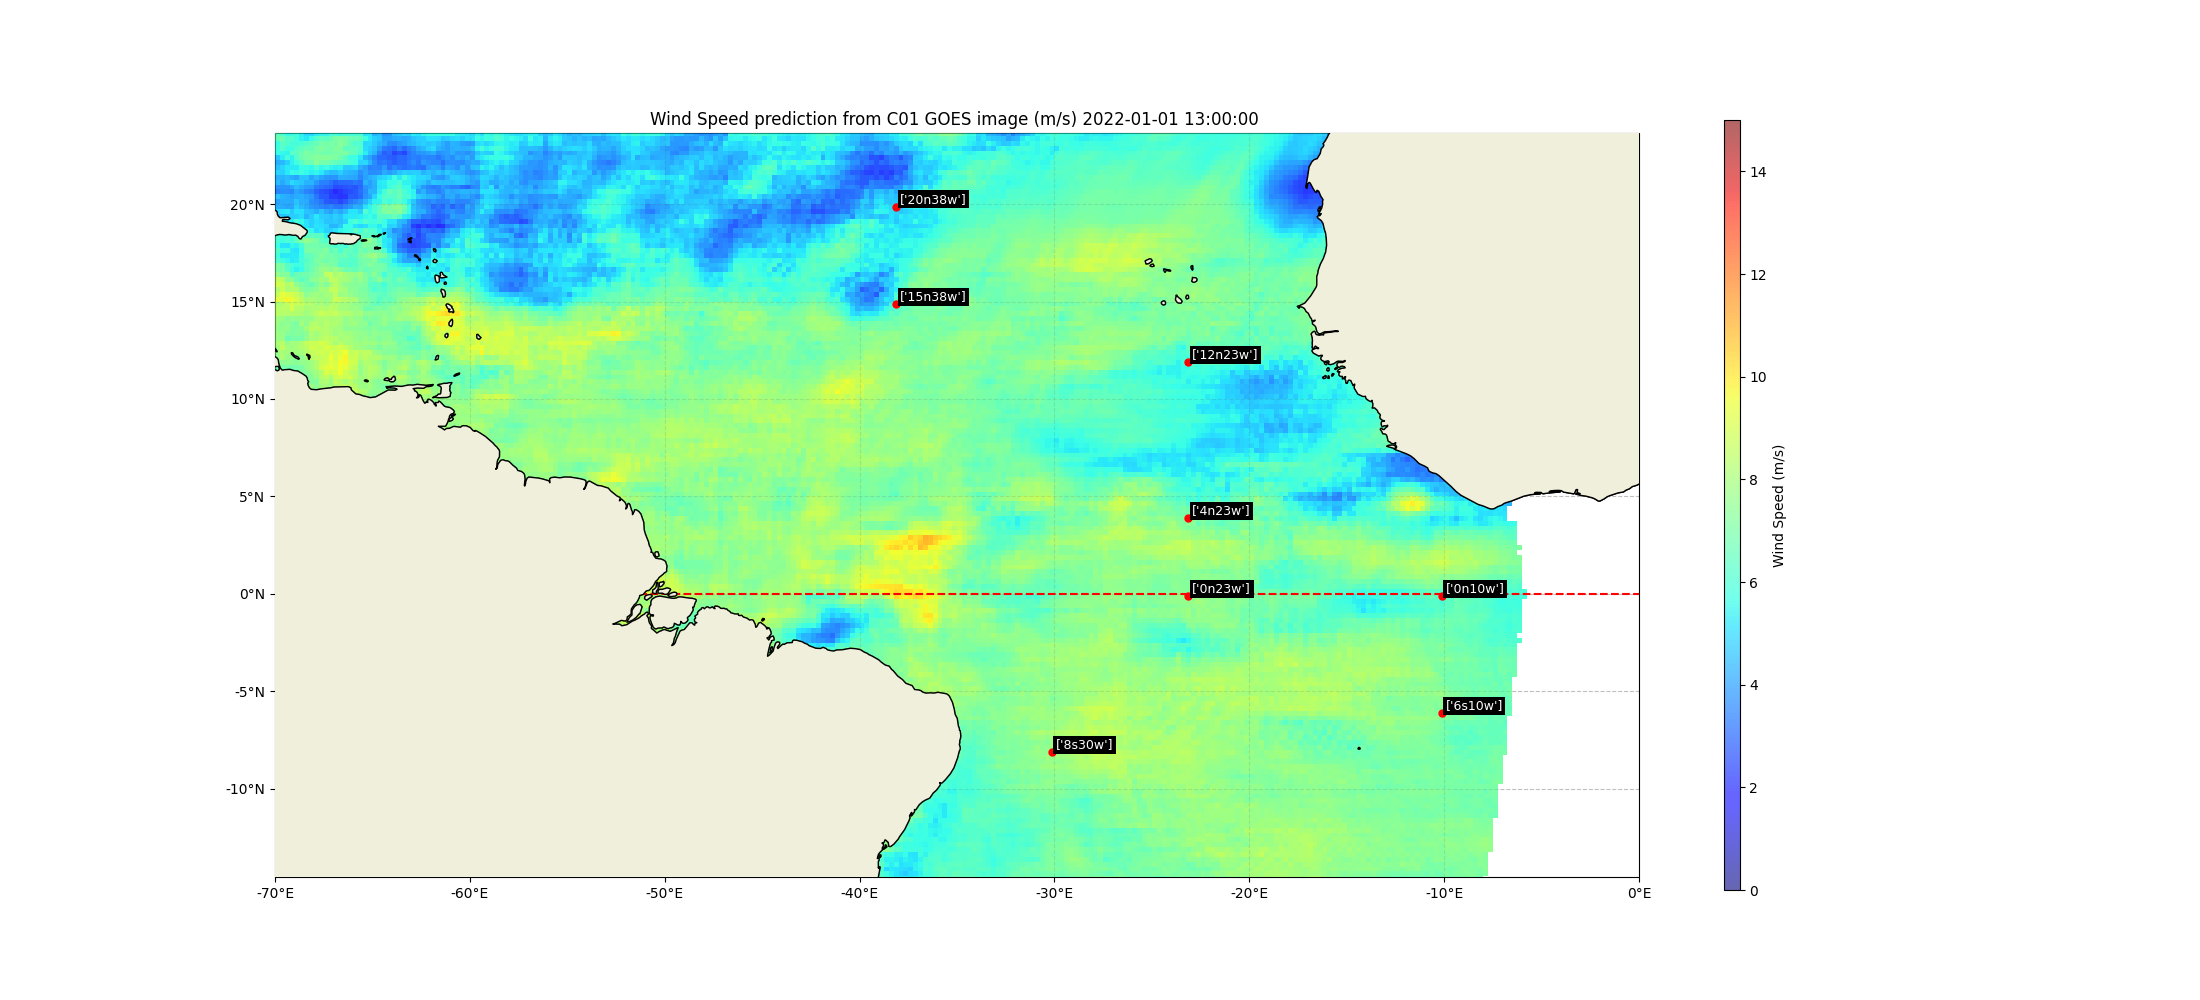 Wind Speed prediction from C01 GOES image (m/s) 2022-01-01 13:00:00
14
12
10
8
6
4
2
0
Wind Speed (m/s)
20°N
15°N
10°N
5°N
0°N
-5°N
-10°N
['20n38w']
['15n38w']
['12n23w']
['4n23w']
['0n23w']
['0n10w']
['6s10w']
['8s30w']
-70°E
-60°E
-50°E
-40°E
-30°E
-20°E
-10°E
0°E